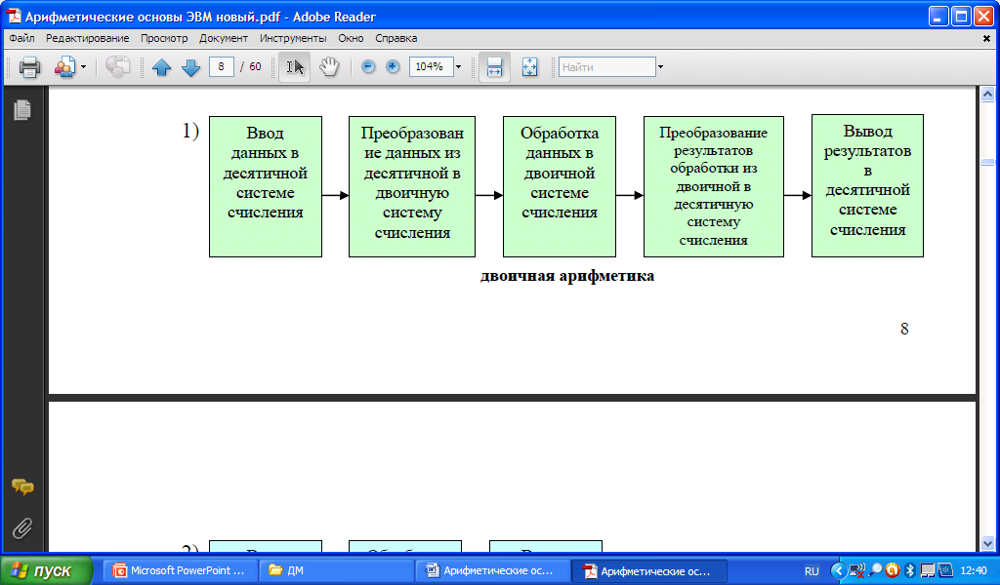 Арифметические основы ЭВМ новый.pdf - Adobe Reader
Файл Редактирование Просмотр Документ Инструменты Окно Справка
8 / 60 104% Найти
1)
Ввод
данных в
десятичной
системе
счисления
Преобразован
ие данных из
десятичной в
двоичную
систему
счисления
Обработка
данных в
двоичной
системе
счисления
Преобразование
результатов
обработки из
двоичной в
десятичную
систему
счисления
Вывод
результатов
в
десятичной
системе
счисления
двоичная арифметика
8
пуск Microsoft PowerPoint ... ДМ Арифметические ос... Арифметические ос... RU 12:40